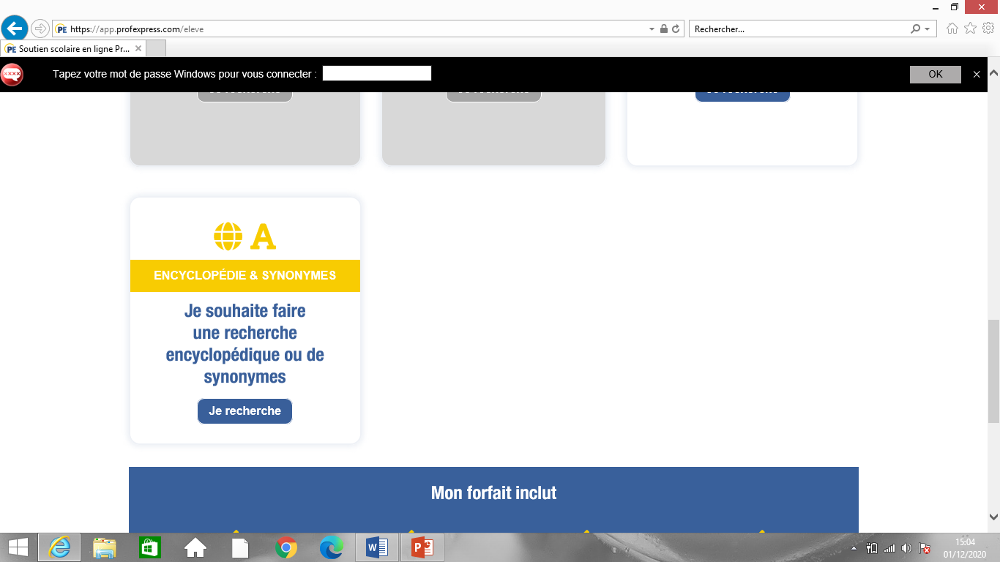 https://app.profexpress.com/eleve
Rechercher...
PE Soutien scolaire en ligne Pr...
xxxx Tapez votre mot de passe Windows pour vous connecter : OK
ENCYCLOPÉDIE & SYNONYMES
Je souhaite faire
une recherche
encyclopédique ou de
synonymes
Je recherche
Mon forfait inclut
15:04
01/12/2020